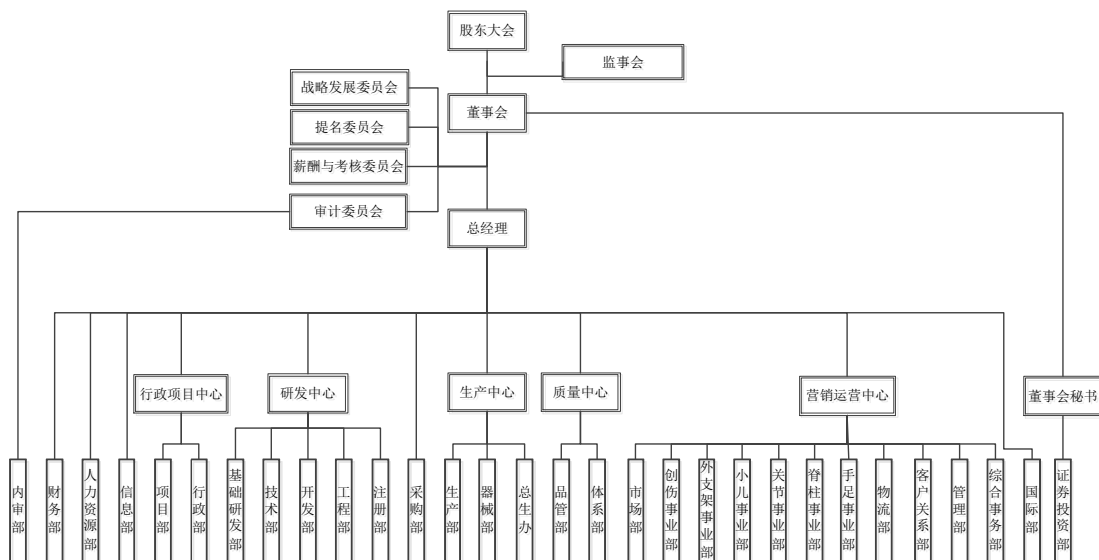 股东大会
监事会
战略发展委员会
董事会
提名委员会
薪酬与考核委员会
审计委员会
总经理
行政项目中心
研发中心
生产中心
质量中心
营销运营中心
董事会秘书
内审部
财务部
人力资源部
信息部
项目部
行政部
基础研发部
技术部
开发部
工程部
注册部
采购部
生产部
器械部
总生办
品管部
体系部
市场部
创伤事业部
外支架事业部
小儿事业部
关节事业部
脊柱事业部
手足事业部
物流部
客户关系部
管理部
综合事务部
国际部
证券投资部